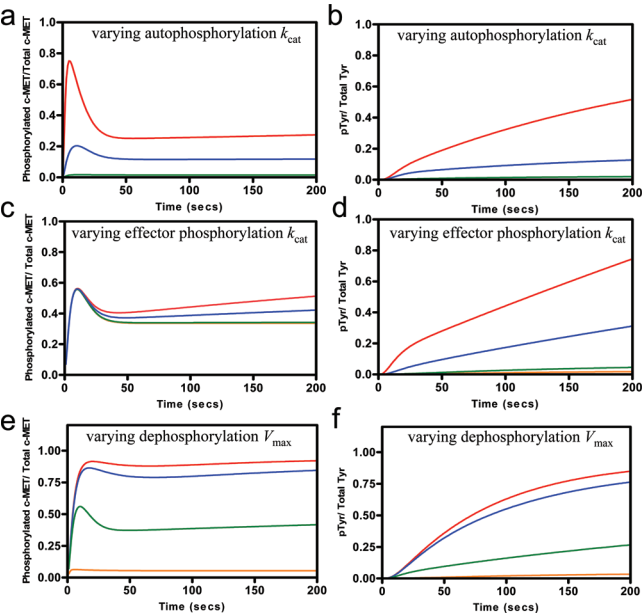 a
varying autophosphorylation kcat
Phosphorylated c-MET/Total c-MET
1.0
0.8
0.6
0.4
0.2
0.0
0 50 100 150 200
Time (secs)
b
varying autophosphorylation kcat
pTyr/ Total Tyr
1.0
0.8
0.6
0.4
0.2
0.0
0 50 100 150 200
Time (secs)
c
varying effector phosphorylation kcat
Phosphorylated c-MET/ Total c-MET
1.0
0.8
0.6
0.4
0.2
0.0
0 50 100 150 200
Time (secs)
d
varying effector phosphorylation kcat
pTyr/ Total Tyr
1.0
0.8
0.6
0.4
0.2
0.0
0 50 100 150 200
Time (secs)
e
varying dephosphorylation Vmax
Phosphorylated c-MET/ Total c-MET
1.00
0.75
0.50
0.25
0.00
0 50 100 150 200
Time (secs)
f
varying dephosphorylation Vmax
pTyr/ Total Tyr
1.00
0.75
0.50
0.25
0.00
0 50 100 150 200
Time (secs)